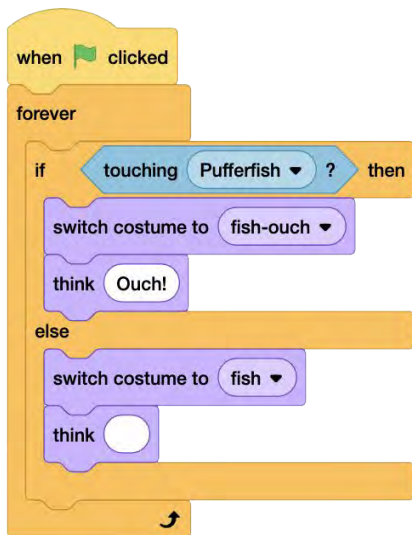 when clicked
forever
if touching Pufferfish ? then
switch costume to fish-ouch
think Ouch!
else
switch costume to fish
think